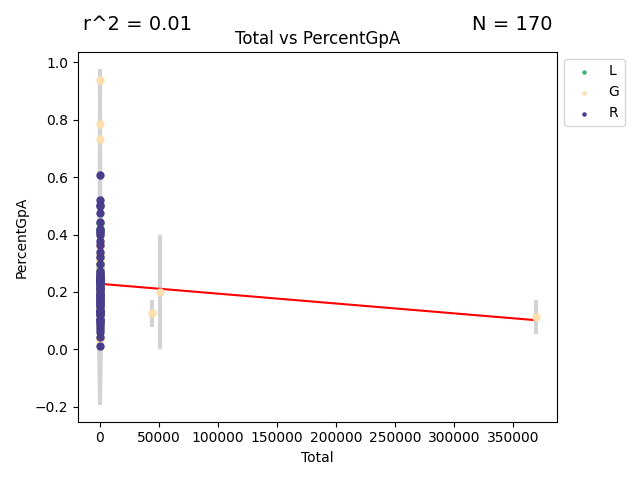 r^2 = 0.01
N = 170
Total vs PercentGpA
L
G
R
PercentGpA
1.0
0.8
0.6
0.4
0.2
0.0
−0.2
0
50000
100000
150000
200000
250000
300000
350000
Total